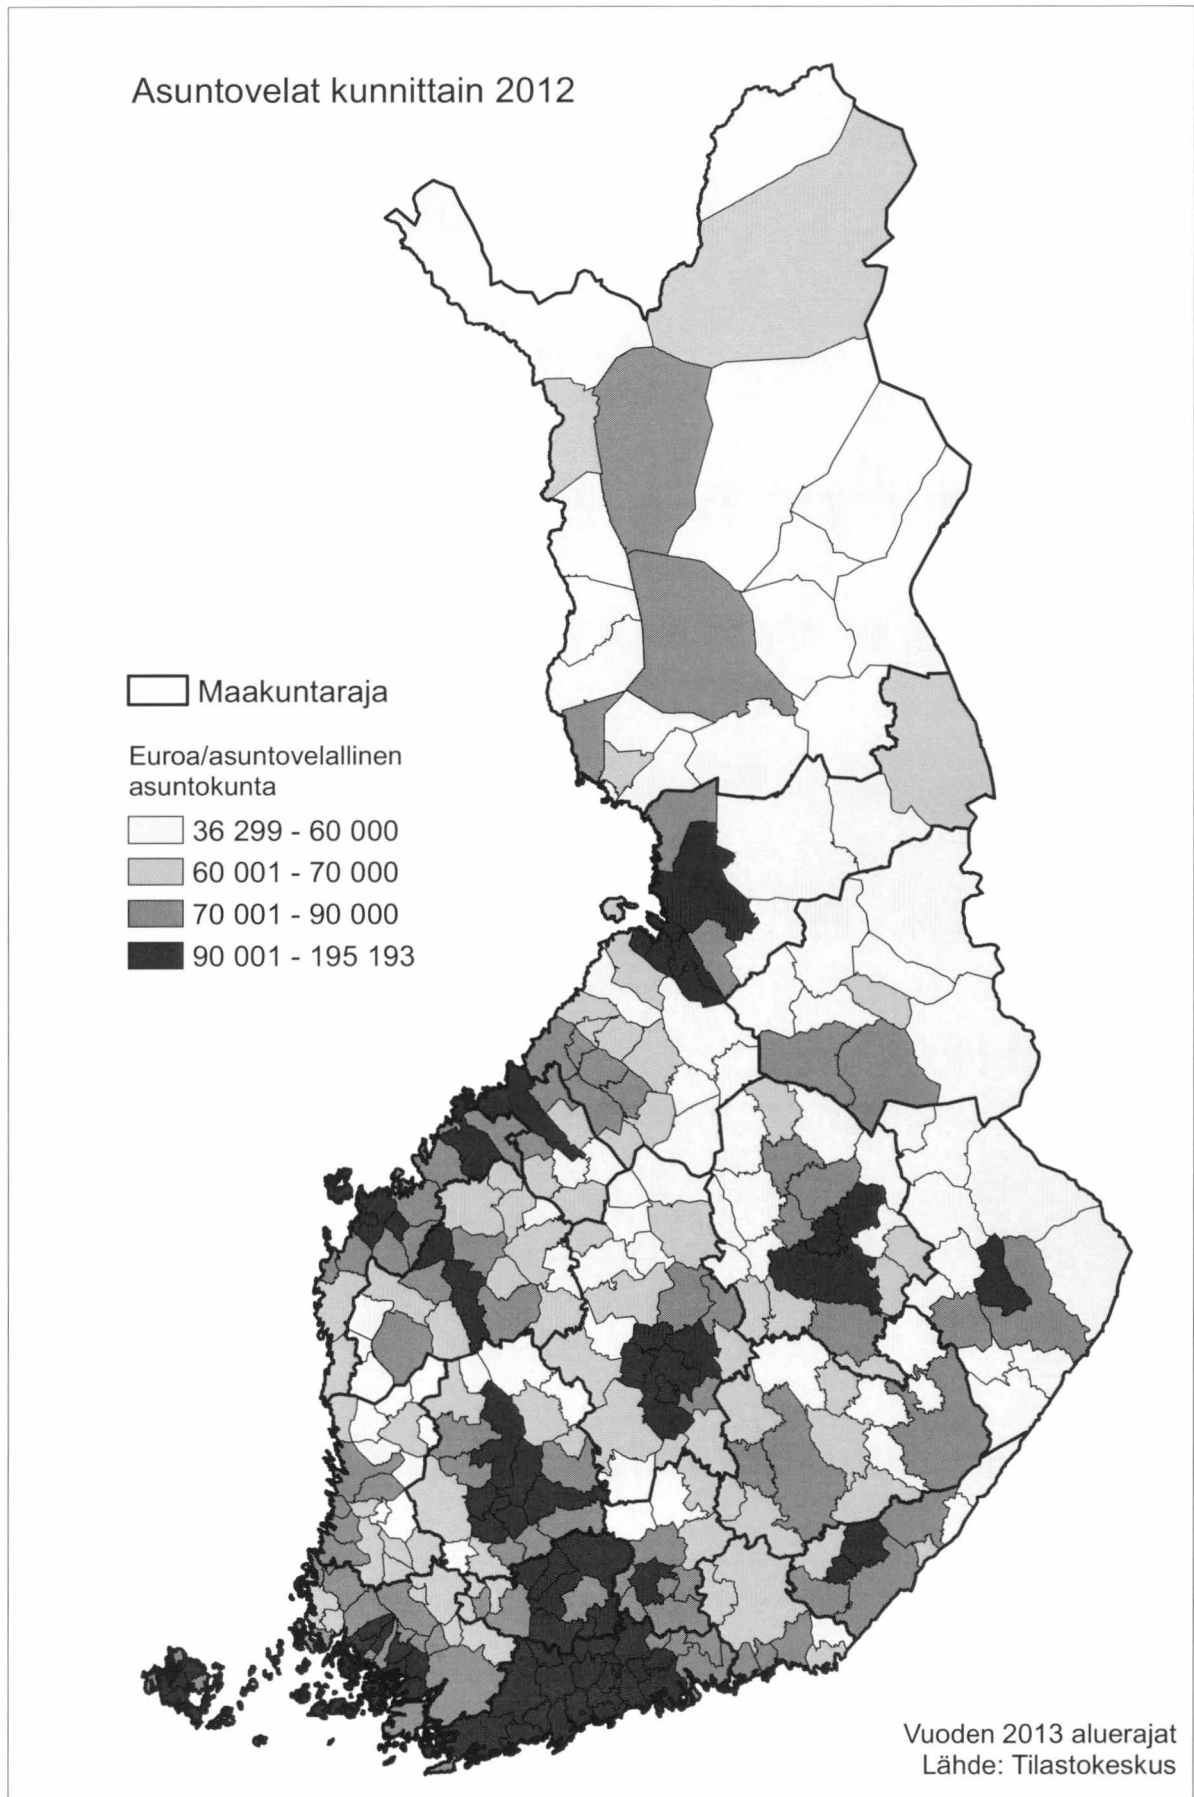 Asuntovelat kunnittain 2012
Maakuntaraja
Euroa/asuntovelallinen
asuntokunta
36 299 - 60 000
60 001 - 70 000
70 001 - 90 000
90 001 - 195 193
Vuoden 2013 aluerajat
Lähde: Tilastokeskus